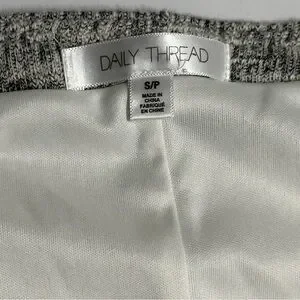 DAILY THREAD
S/P
MADE IN
CHINA
FABRIQUÉ
EN CHINE